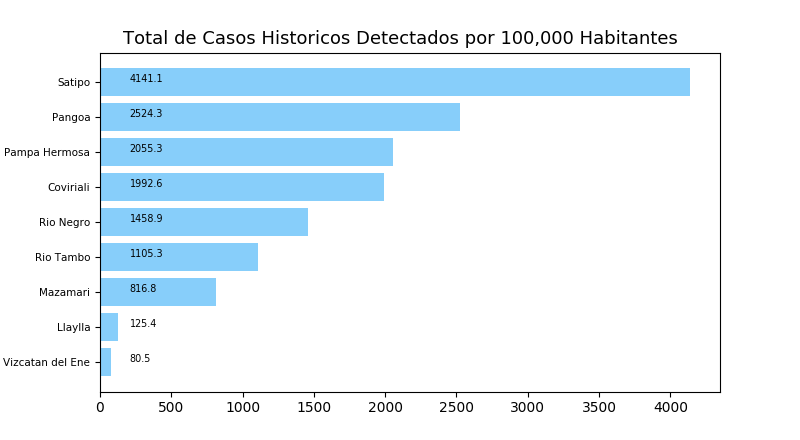 Total de Casos Historicos Detectados por 100,000 Habitantes
Satipo 4141.1
Pangoa 2524.3
Pampa Hermosa 2055.3
Coviriali 1992.6
Rio Negro 1458.9
Rio Tambo 1105.3
Mazamari 816.8
Llaylla 125.4
Vizcatan del Ene 80.5
0 500 1000 1500 2000 2500 3000 3500 4000